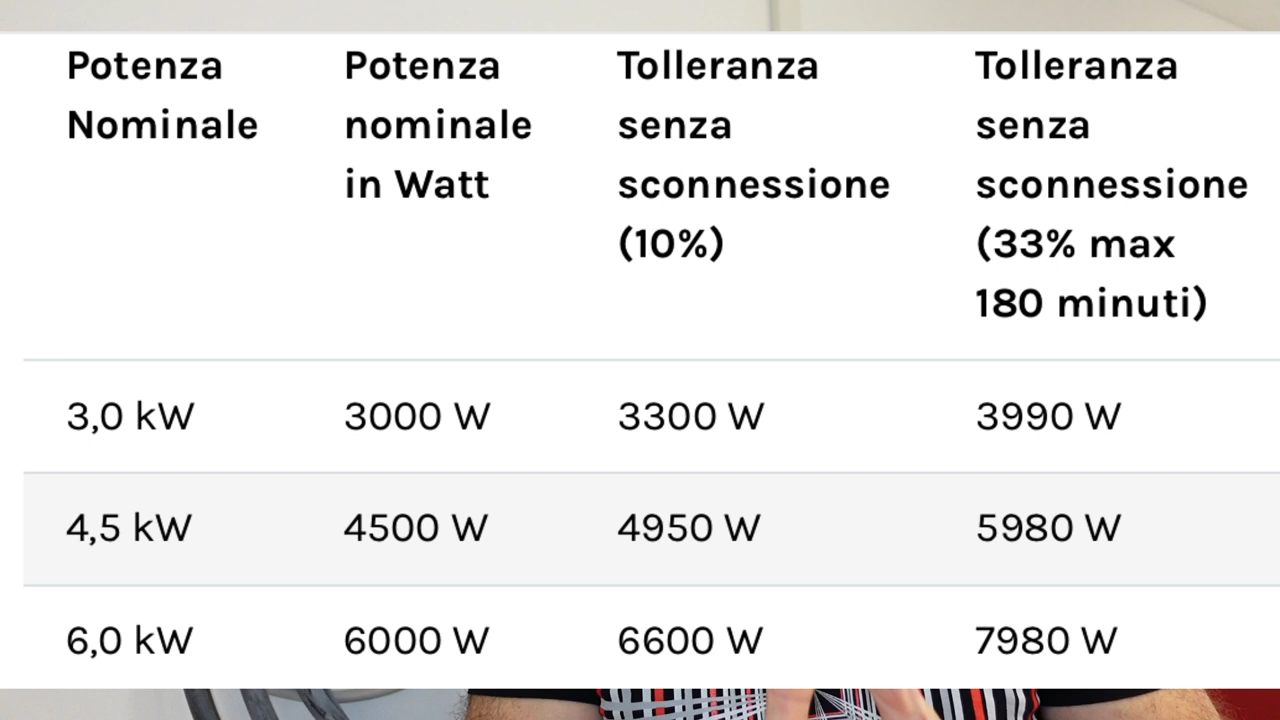 Potenza Nominale
Potenza nominale in Watt
Tolleranza senza sconnessione (10%)
Tolleranza senza sconnessione (33% max 180 minuti)
3,0 kW 3000 W 3300 W 3990 W
4,5 kW 4500 W 4950 W 5980 W
6,0 kW 6000 W 6600 W 7980 W